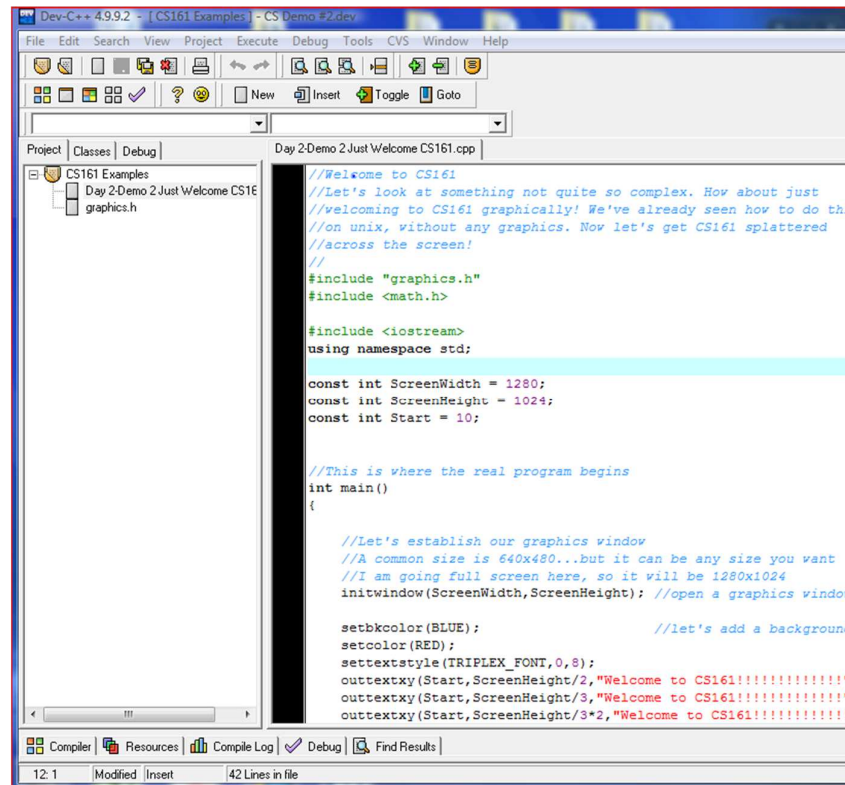 Dev-C++ 4.9.9.2 - [ CS161 Examples ] - CS Demo #2.dev
File Edit Search View Project Execute Debug Tools CVS Window Help
New Insert Toggle Goto
Project Classes Debug
Day 2-Demo 2 Just Welcome CS161.cpp
CS161 Examples
Day 2-Demo 2 Just Welcome CS16
graphics.h
//Welcome to CS161
//Let's look at something not quite so complex. How about just
//welcoming to CS161 graphically! We've already seen how to do th
//on unix, without any graphics. Now let's get CS161 splattered
//across the screen!
//
#include "graphics.h"
#include <math.h>
#include <iostream>
using namespace std;
const int ScreenWidth = 1280;
const int ScreenHeight = 1024;
const int Start = 10;
//This is where the real program begins
int main()
{
//Let's establish our graphics window
//A common size is 640x480...but it can be any size you want
//I am going full screen here, so it will be 1280x1024
initwindow(ScreenWidth,ScreenHeight); //open a graphics windo
setbkcolor(BLUE); //let's add a background
setcolor(RED);
settextstyle(TRIPLEX_FONT,0,8);
outtextxy(Start,ScreenHeight/2,"Welcome to CS161!!!!!!!!!!!!!!"
outtextxy(Start,ScreenHeight/3,"Welcome to CS161!!!!!!!!!!!!!!"
outtextxy(Start,ScreenHeight/3*2,"Welcome to CS161!!!!!!!!!!!!
Compiler Resources Compile Log Debug Find Results
12: 1 Modified Insert 42 Lines in file